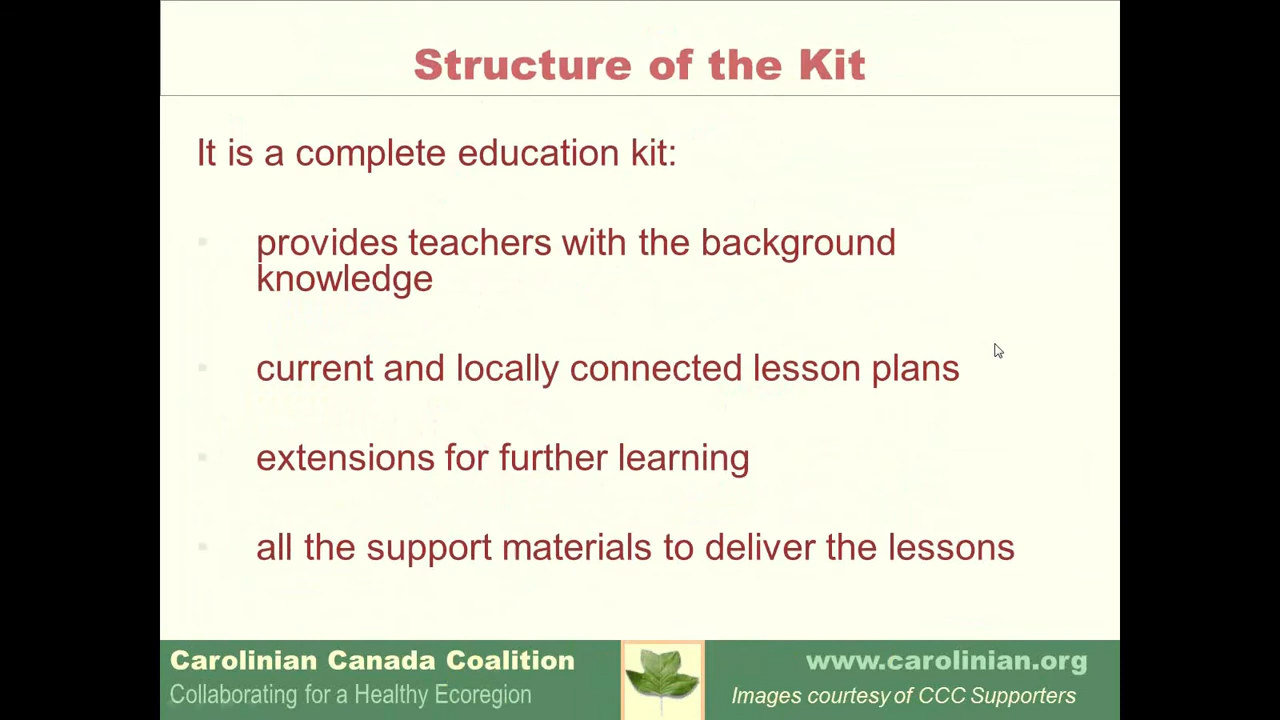 Structure of the Kit
It is a complete education kit:
provides teachers with the background
knowledge
current and locally connected lesson plans
extensions for further learning
all the support materials to deliver the lessons
Carolinian Canada Coalition
Collaborating for a Healthy Ecoregion
www.carolinian.org
Images courtesy of CCC Supporters